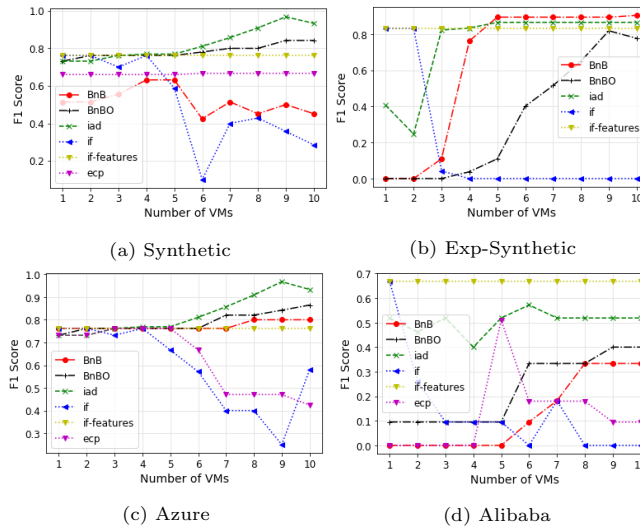 1.0
0.8
0.6
0.4
0.2
F1 Score
BnB
BnBO
iad
if
if-features
ecp
1 2 3 4 5 6 7 8 9 10
Number of VMs
(a) Synthetic
0.8
0.6
0.4
0.2
0.0
F1 Score
BnB
BnBO
iad
if
if-features
1 2 3 4 5 6 7 8 9 10
Number of VMs
(b) Exp-Synthetic
1.0
0.9
0.8
0.7
0.6
0.5
0.4
0.3
F1 Score
BnB
BnBO
iad
if
if-features
ecp
1 2 3 4 5 6 7 8 9 10
Number of VMs
(c) Azure
0.7
0.6
0.5
0.4
0.3
0.2
0.1
0.0
F1 Score
BnB
BnBO
iad
if
if-features
ecp
1 2 3 4 5 6 7 8 9 1
Number of VMs
(d) Alibaba